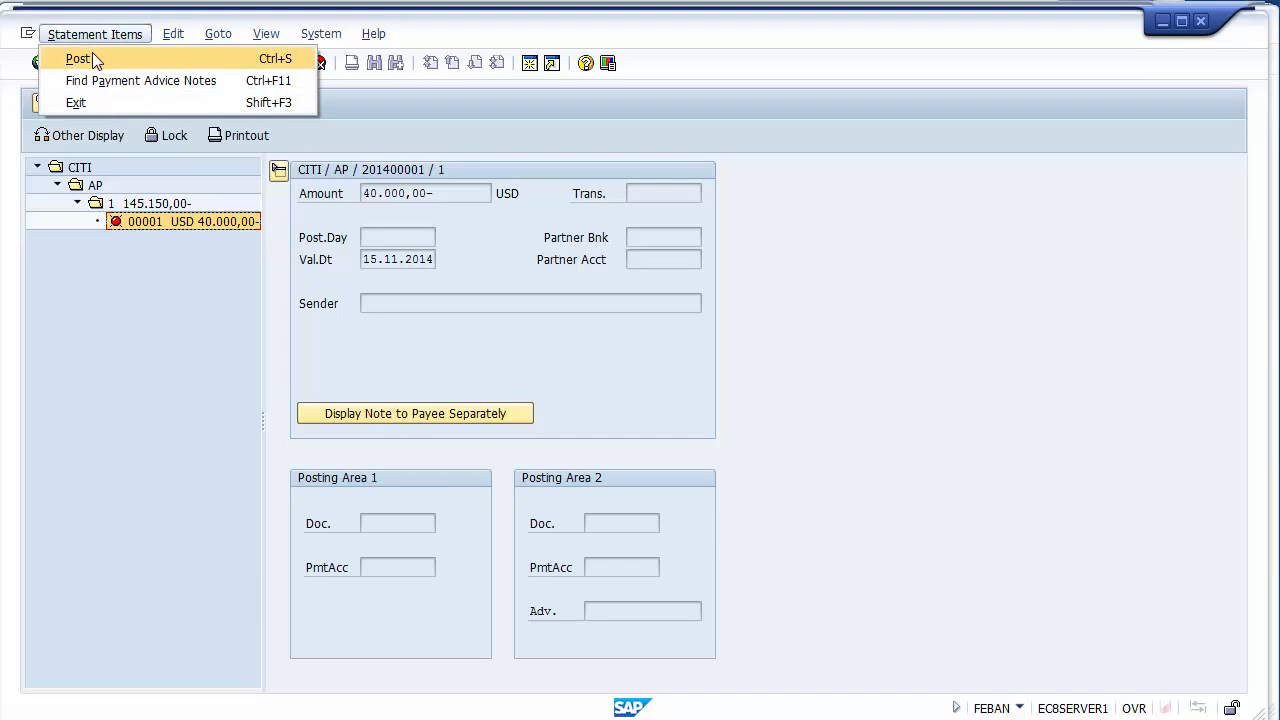 Statement Items Edit Goto View System Help
Post Ctrl+S
Find Payment Advice Notes Ctrl+F11
Exit Shift+F3
Other Display Lock Printout
CITI
AP
1 145.150,00-
00001 USD 40.000,00-
CITI / AP / 201400001 / 1
Amount 40.000,00- USD Trans.
Post.Day Partner Bnk
Val.Dt 15.11.2014 Partner Acct
Sender
Display Note to Payee Separately
Posting Area 1 Posting Area 2
Doc. Doc.
PmtAcc PmtAcc
Adv.
SAP FEBAN ECSSERVER1 OVR